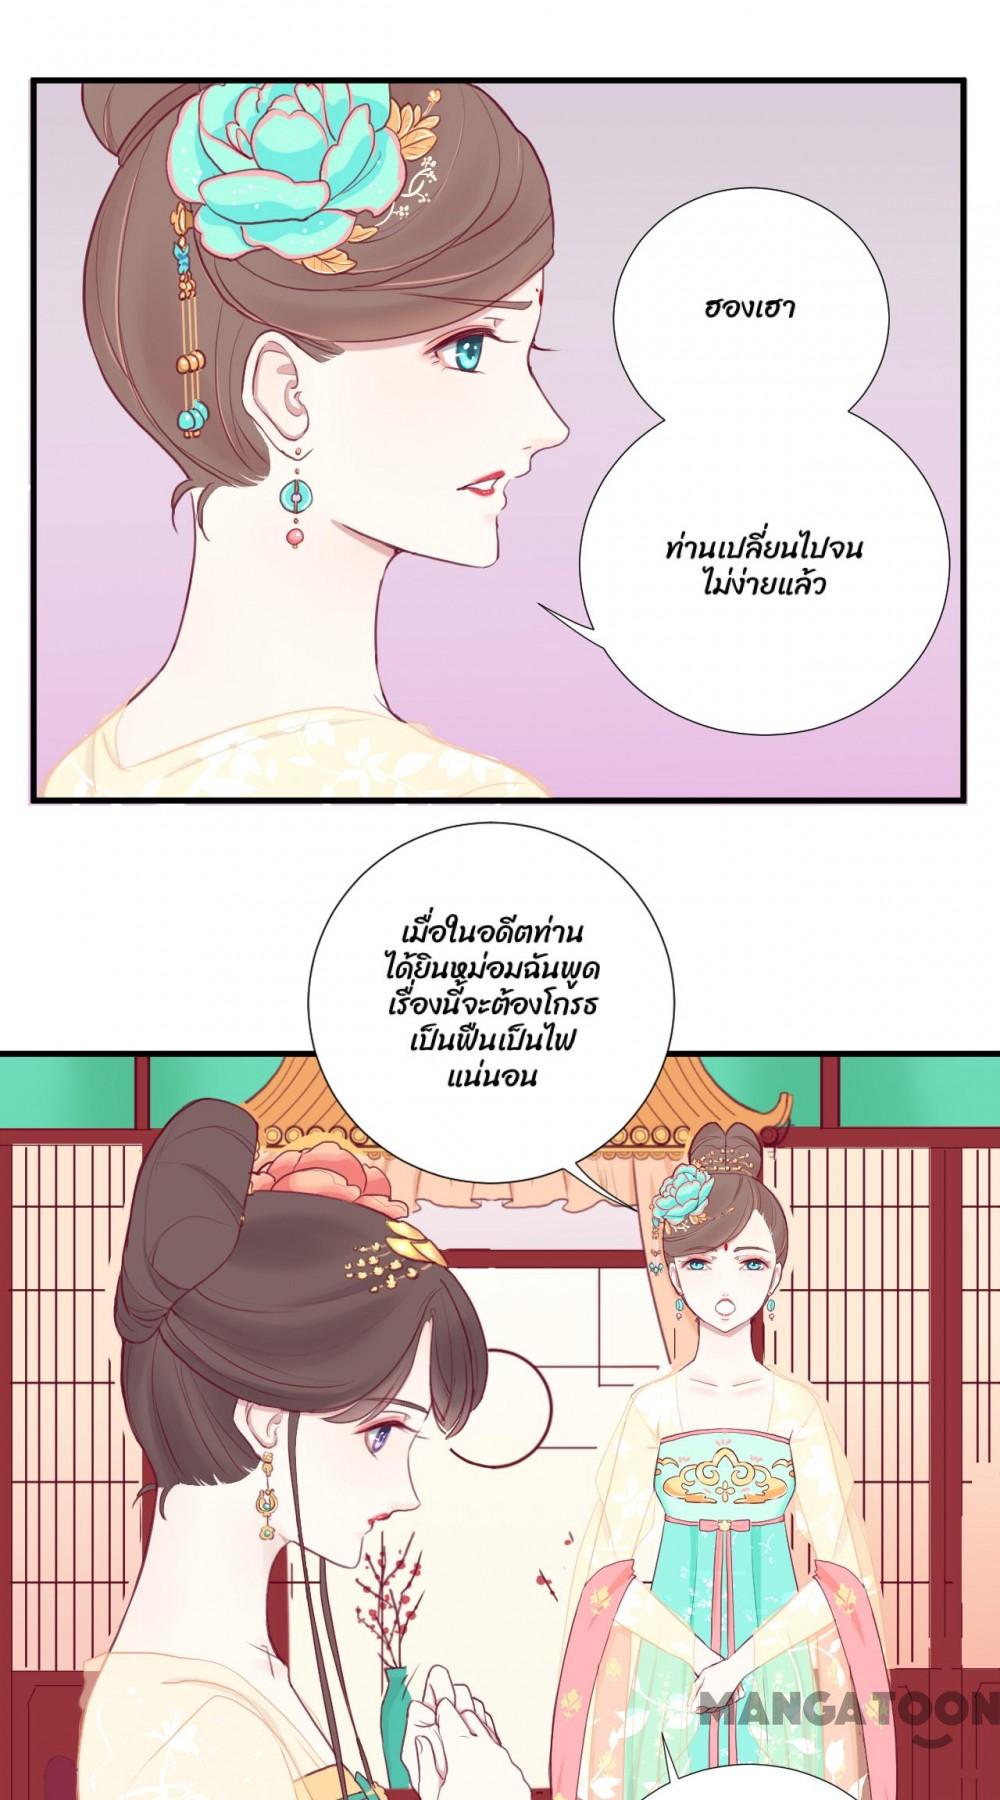 ฮองเฮา
ท่านเปลี่ยนไปจน
ไม่ง่ายแล้ว
เมื่อในอดีตท่าน
ได้ยินหม่อมฉันพูด
เรื่องนี้จะต้องโกรธ
เป็นฟืนเป็นไฟ
แน่นอน
MANGATOON